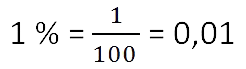 1 % = 1/100 = 0,01